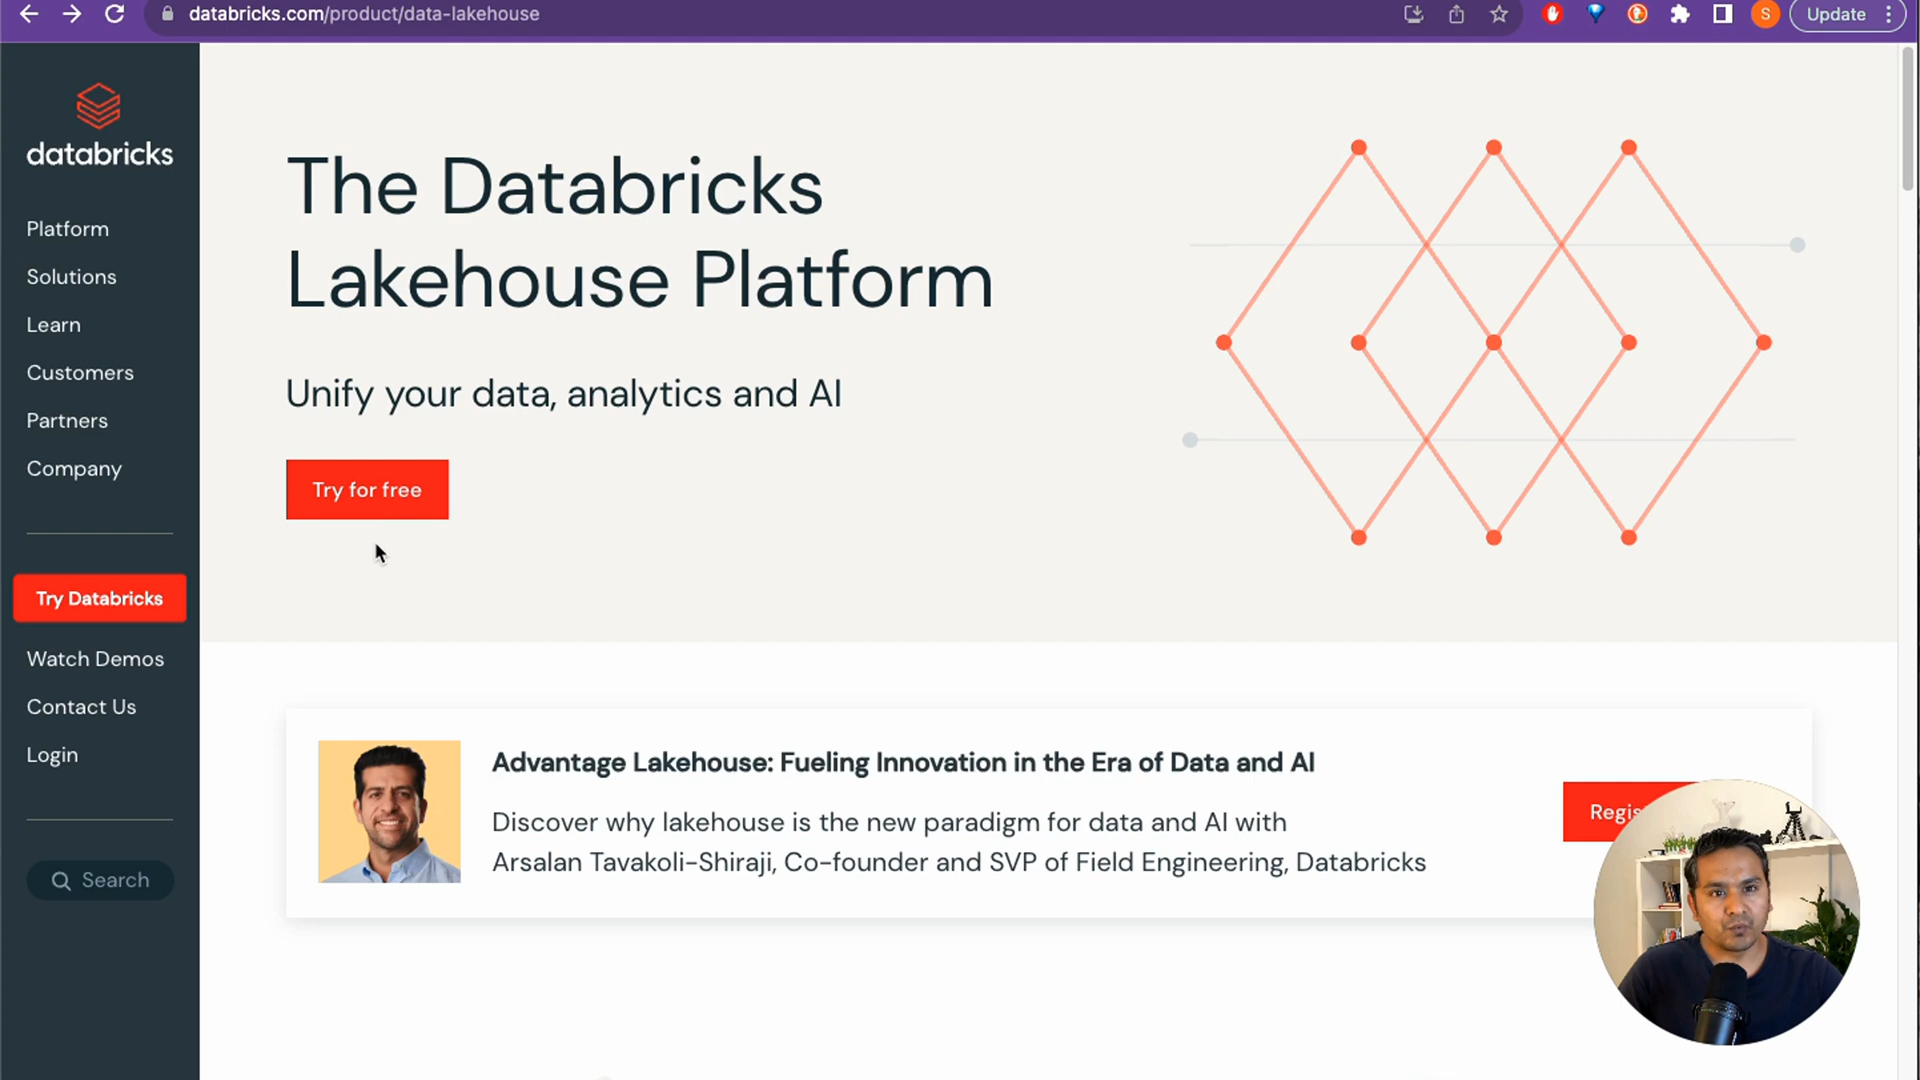 databricks.com/product/data-lakehouse
S
Update
databricks
Platform
Solutions
Learn
Customers
Partners
Company
Try Databricks
Watch Demos
Contact Us
Login
Search
The Databricks
Lakehouse Platform
Unify your data, analytics and AI
Try for free
Advantage Lakehouse: Fueling Innovation in the Era of Data and AI
Discover why lakehouse is the new paradigm for data and AI with
Arsalan Tavakoli-Shiraji, Co-founder and SVP of Field Engineering, Databricks